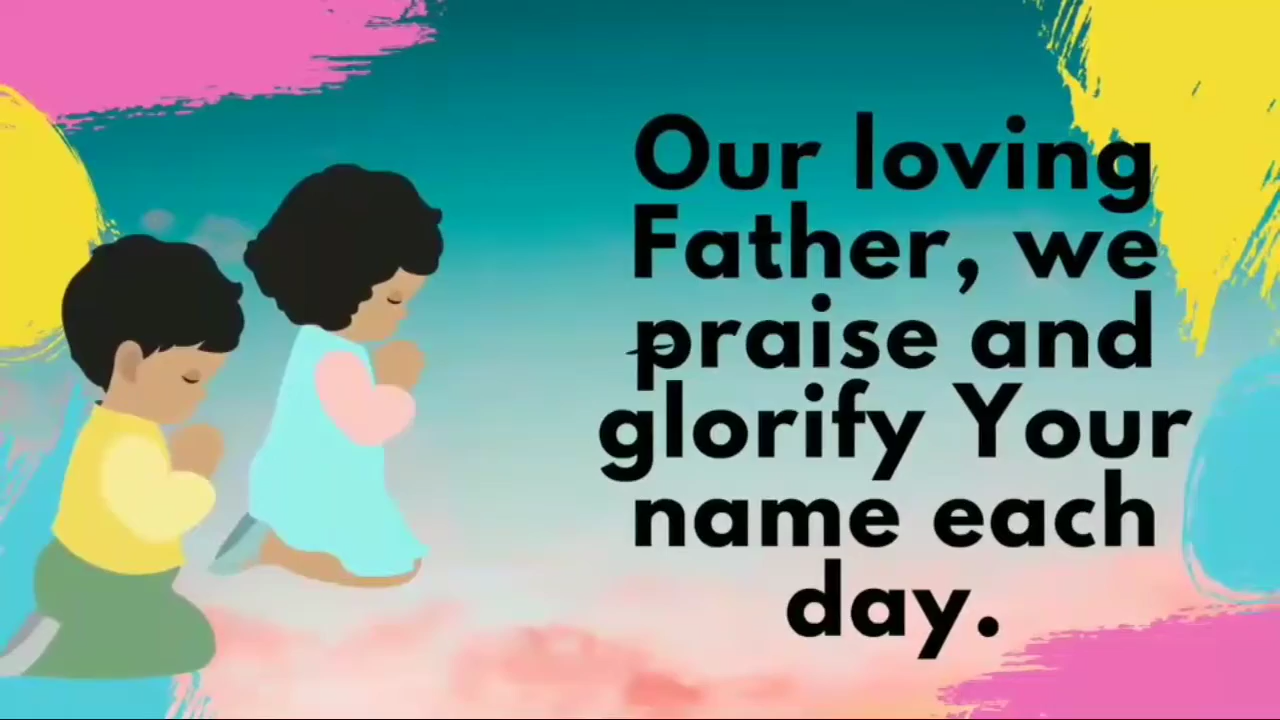 Our loving
Father, we
praise and
glorify Your
name each
day.